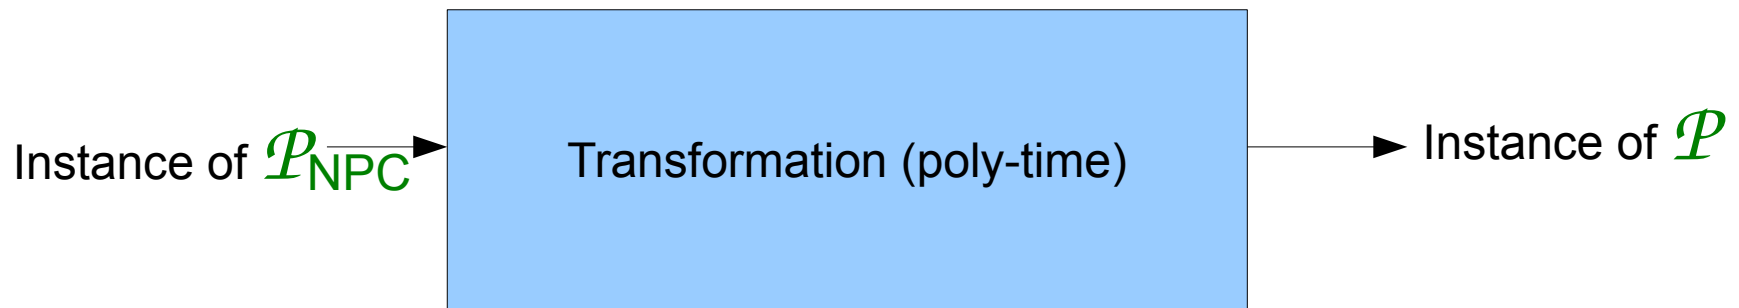 Instance of 𝒫NPC
Transformation (poly-time)
Instance of 𝒫